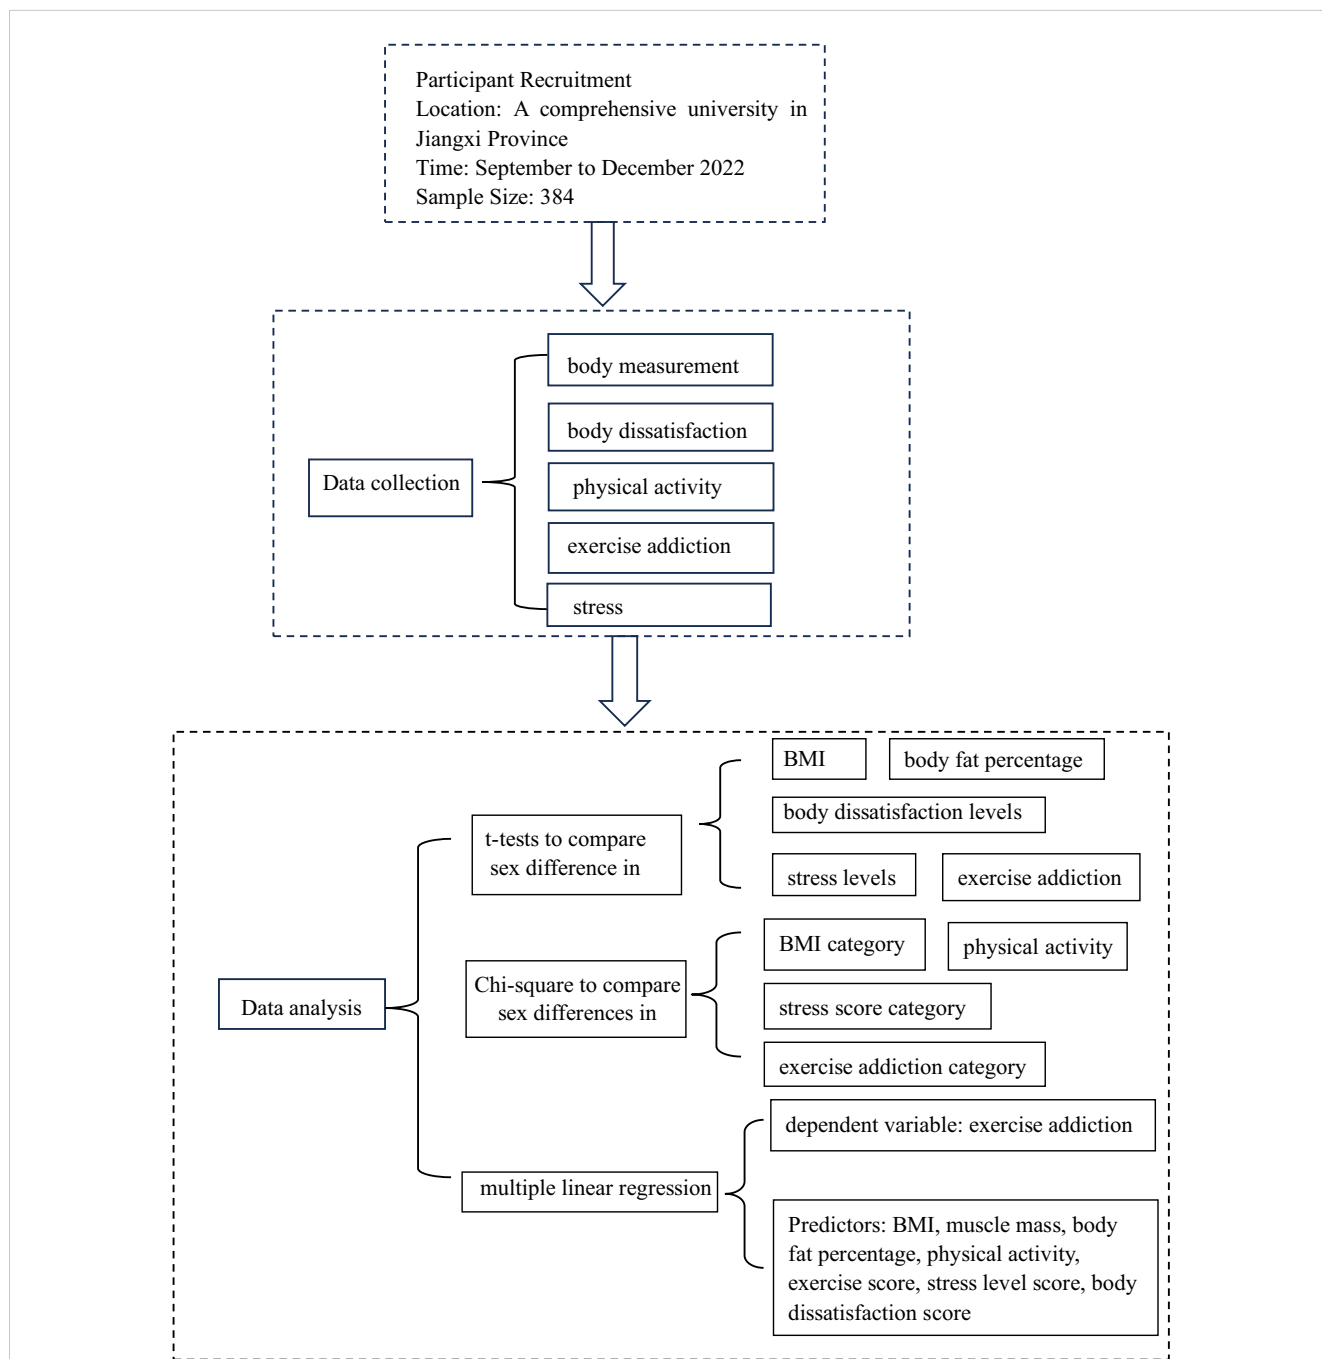 Participant Recruitment
Location: A comprehensive university in
Jiangxi Province
Time: September to December 2022
Sample Size: 384
body measurement
body dissatisfaction
Data collection
physical activity
exercise addiction
stress
BMI
body fat percentage
body dissatisfaction levels
t-tests to compare
sex difference in
stress levels
exercise addiction
BMI category
physical activity
Chi-square to compare
sex differences in
Data analysis
stress score category
exercise addiction category
dependent variable: exercise addiction
multiple linear regression
Predictors: BMI, muscle mass, body
fat percentage, physical activity,
exercise score, stress level score, body
dissatisfaction score